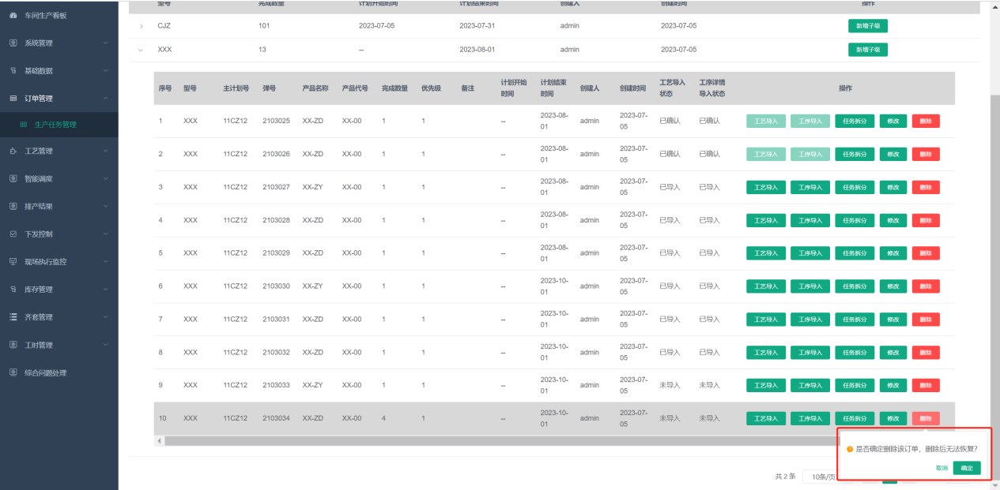 车间生产看板
系统管理
基础数据
订单管理
生产任务管理
工艺管理
智能调度
排产结果
下发控制
现场执行监控
库存管理
齐套管理
工时管理
综合问题处理
型号 完成数量 计划开始时间 计划结束时间 创建人 创建时间 操作
CJZ 101 2023-07-05 2023-07-31 admin 2023-07-05 新增子级
XXX 13 -- 2023-08-01 admin 2023-07-05 新增子级
序号 型号 主计划号 弹号 产品名称 产品代号 完成数量 优先级 备注 计划开始时间 计划结束时间 创建人 创建时间 工艺导入状态 工序详情导入状态 操作
1 XXX 11CZ12 2103025 XX-ZD XX-00 1 1 -- 2023-08-01 admin 2023-07-05 已确认 已确认 工艺导入 工序导入 任务拆分 修改 删除
2 XXX 11CZ12 2103026 XX-ZD XX-00 1 1 -- 2023-08-01 admin 2023-07-05 已确认 已确认 工艺导入 工序导入 任务拆分 修改 删除
3 XXX 11CZ12 2103027 XX-ZY XX-00 1 1 -- 2023-08-01 admin 2023-07-05 已导入 已导入 工艺导入 工序导入 任务拆分 修改 删除
4 XXX 11CZ12 2103028 XX-ZD XX-00 1 1 -- 2023-08-01 admin 2023-07-05 已导入 已导入 工艺导入 工序导入 任务拆分 修改 删除
5 XXX 11CZ12 2103029 XX-ZD XX-00 1 1 -- 2023-08-01 admin 2023-07-05 已导入 已导入 工艺导入 工序导入 任务拆分 修改 删除
6 XXX 11CZ12 2103030 XX-ZY XX-00 1 1 -- 2023-10-01 admin 2023-07-05 已导入 已导入 工艺导入 工序导入 任务拆分 修改 删除
7 XXX 11CZ12 2103031 XX-ZD XX-00 1 1 -- 2023-10-01 admin 2023-07-05 已导入 已导入 工艺导入 工序导入 任务拆分 修改 删除
8 XXX 11CZ12 2103032 XX-ZD XX-00 1 1 -- 2023-10-01 admin 2023-07-05 已导入 已导入 工艺导入 工序导入 任务拆分 修改 删除
9 XXX 11CZ12 2103033 XX-ZY XX-00 1 1 -- 2023-10-01 admin 2023-07-05 未导入 未导入 工艺导入 工序导入 任务拆分 修改 删除
10 XXX 11CZ12 2103034 XX-ZD XX-00 4 1 -- 2023-10-01 admin 2023-07-05 未导入 未导入 工艺导入 工序导入 任务拆分 修改 删除
是否确定删除该订单，删除后无法恢复?
取消 确定
共 2 条 10条/页